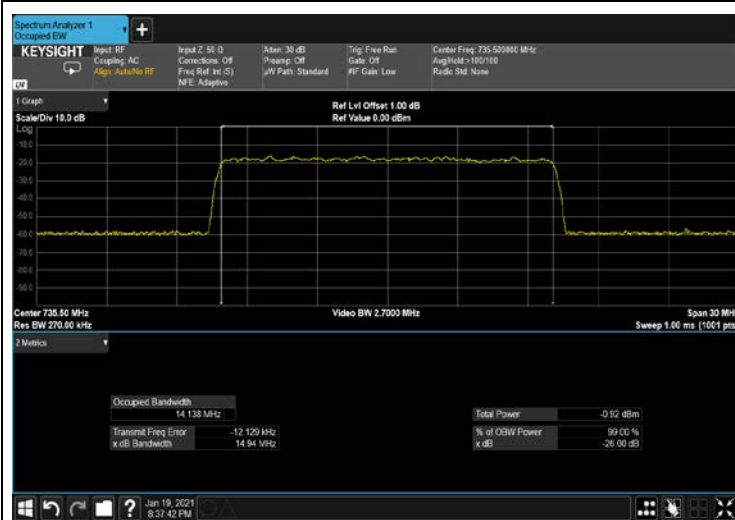 Spectrum Analyzer 1
Occupied BW
KEYSIGHT
Input: RF
Coupling: AC
Align: Auto/No RF
Input Z: 50 Ω
Corrections: Off
Freq Ref: Int (S)
NFE: Adaptive
Atten: 30 dB
Preamp: Off
µW Path: Standard
Trig: Free Run
Gate: Off
#IF Gain: Low
Center Freq: 735.500000 MHz
Avg|Hold:>100/100
Radio Std: None
1 Graph
Scale/Div 10.0 dB
Ref Lvl Offset 1.00 dB
Ref Value 0.00 dBm
Log
-10.0
-20.0
-30.0
-40.0
-50.0
-60.0
-70.0
-80.0
-90.0
Center 735.50 MHz
Res BW 270.00 kHz
Video BW 2.7000 MHz
Span 30 MH
Sweep 1.00 ms (1001 pts
2 Metrics
Occupied Bandwidth
14.138 MHz
Transmit Freq Error -12.129 kHz
x dB Bandwidth 14.94 MHz
Total Power -0.92 dBm
% of OBW Power 99.00 %
x dB -26.00 dB
Jan 19, 2021
8:37:42 PM